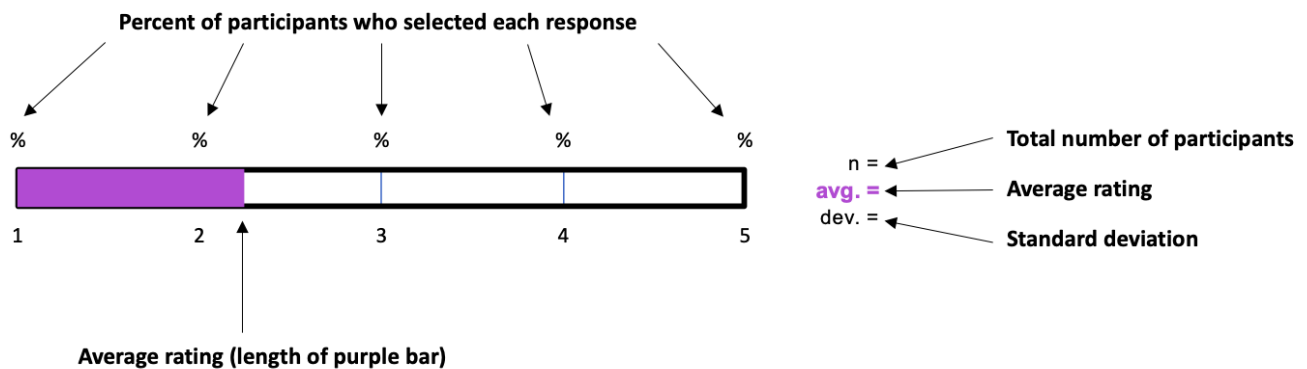 Percent of participants who selected each response
% % % % %
Total number of participants
n =
avg. =
Average rating
dev. =
Standard deviation
1 2 3 4 5
Average rating (length of purple bar)